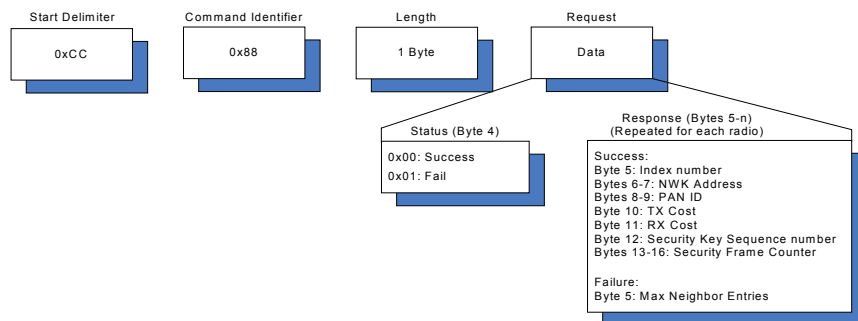 Start Delimiter
Command Identifier
Length
Request
0xCC
0x88
1 Byte
Data
Status (Byte 4)
0x00: Success
0x01: Fail
Response (Bytes 5-n)
(Repeated for each radio)
Success:
Byte 5: Index number
Bytes 6-7: NWK Address
Bytes 8-9: PAN ID
Byte 10: TX Cost
Byte 11: RX Cost
Byte 12: Security Key Sequence number
Bytes 13-16: Security Frame Counter
Failure:
Byte 5: Max Neighbor Entries